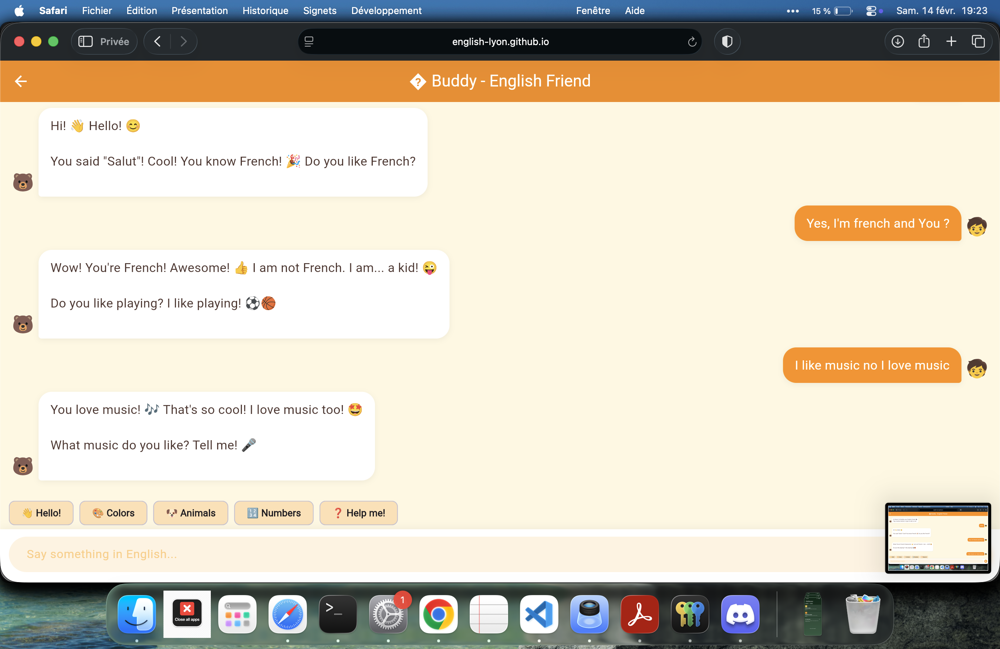 Safari Fichier Édition Présentation Historique Signets Développement Fenêtre Aide ••• 15 % Sam. 14 févr. 19:23
Privée english-lyon.github.io
Buddy - English Friend
Hi! 👋 Hello! 😊
You said "Salut"! Cool! You know French! 🎉 Do you like French?
Yes, I'm french and You ?
Wow! You're French! Awesome! 👍 I am not French. I am... a kid! 😜
Do you like playing? I like playing! ⚽🏀
I like music no I love music
You love music! 🎶 That's so cool! I love music too! 🤩
What music do you like? Tell me! 🎤
👋 Hello! 🎨 Colors 🐶 Animals 🔢 Numbers ❓ Help me!
Say something in English...
Close all apps
1